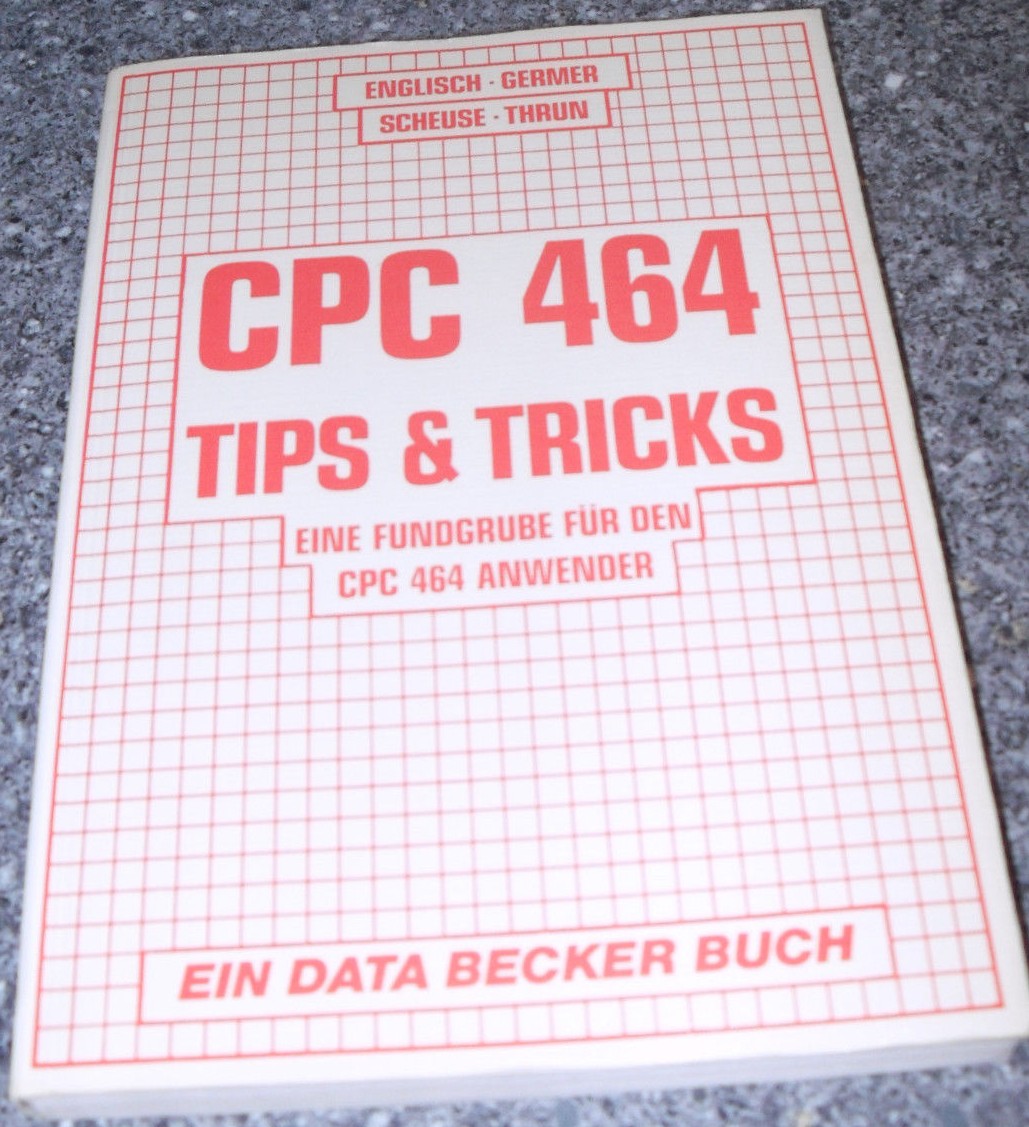 ENGLISCH · GERMER
SCHEUSE · THRUN
CPC 464
TIPS & TRICKS
EINE FUNDGRUBE FÜR DEN
CPC 464 ANWENDER
EIN DATA BECKER BUCH